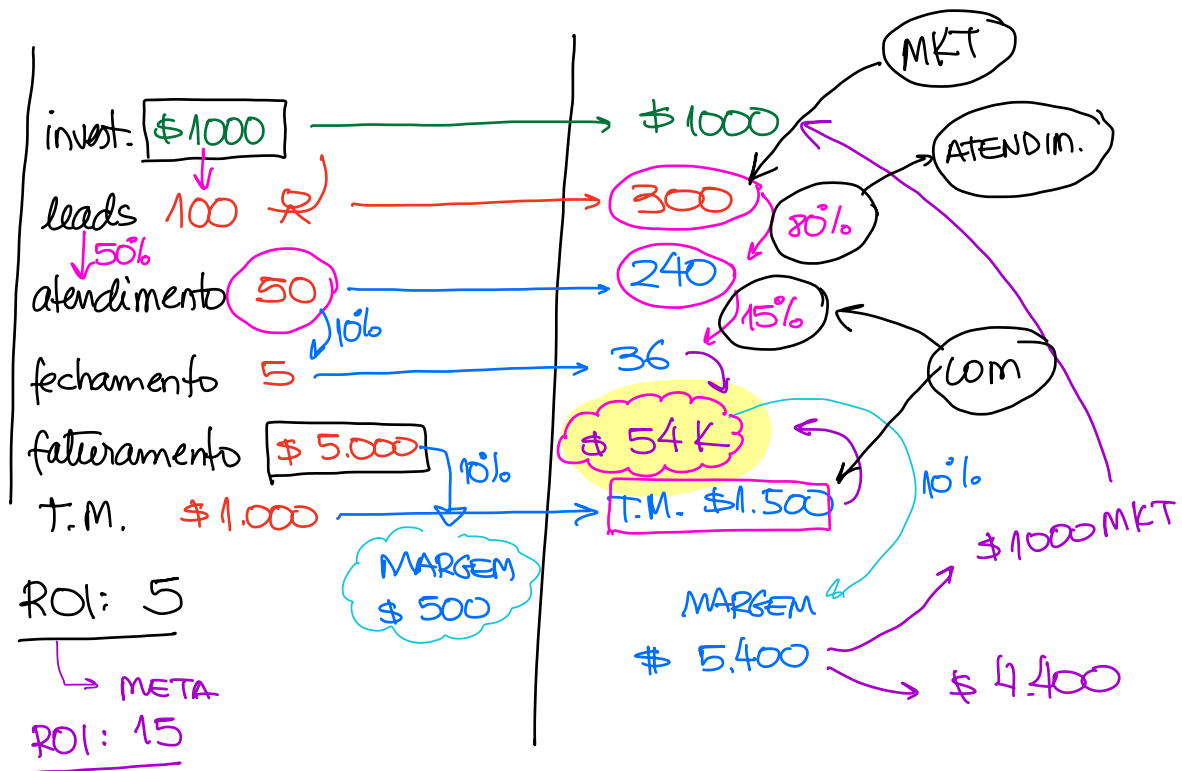 MKT
invest. $1000 $1000
ATENDIM.
leads 100 300
80%
50%
atendimento 50 240
10% 15%
fechamento 5 36
COM
faturamento $ 5.000 $ 54K
10% 10%
T.M. $1.000 T.M. $1.500
$1000 MKT
MARGEM
$ 500
MARGEM
$ 5.400
$ 4.400
ROI: 5
META
ROI: 15